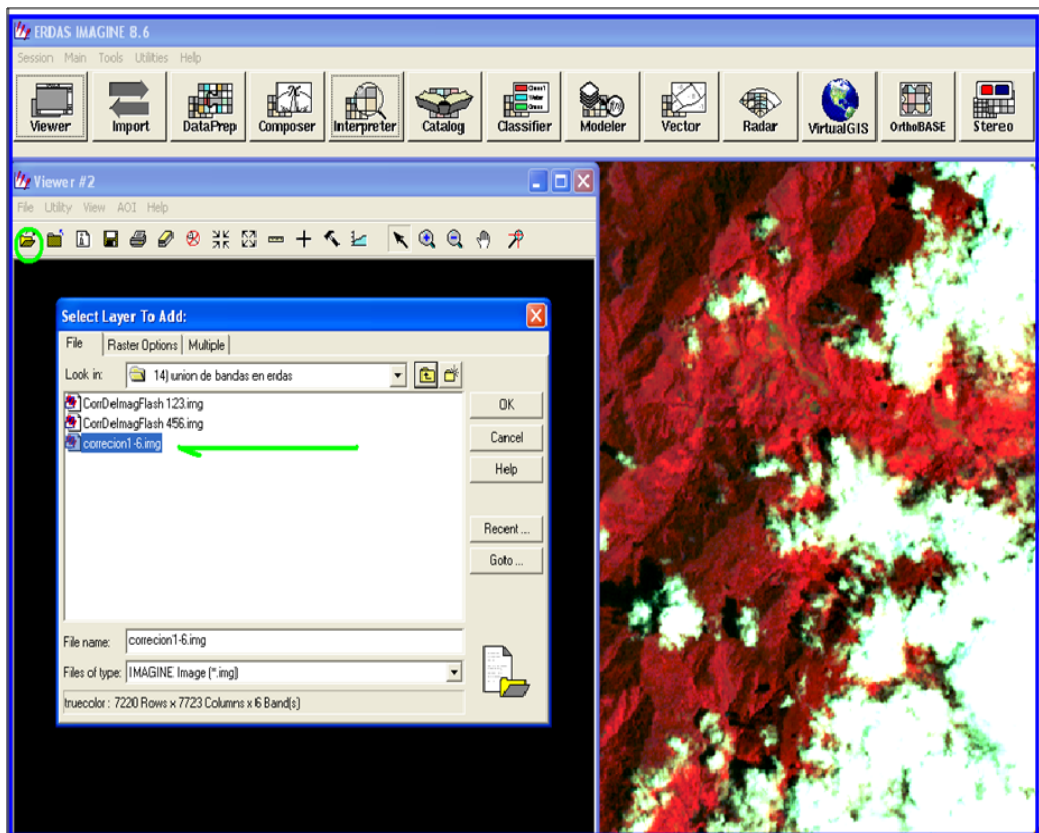 ERDAS IMAGINE 8.6
Session Main Tools Utilities Help
Viewer Import DataPrep Composer Interpreter Catalog Classifier Modeler Vector Radar VirtualGIS OrthoBASE Stereo
Viewer #2
File Utility View AOI Help
Select Layer To Add:
File Raster Options Multiple
Look in: 14) union de bandas en erdas
CorrDeImagFlash 123.img
CorrDeImagFlash 456.img
correcion1-6.img
OK
Cancel
Help
Recent ...
Goto ...
File name: correcion1-6.img
Files of type: IMAGINE Image (*.img)
truecolor : 7220 Rows x 7723 Columns x 6 Band(s)